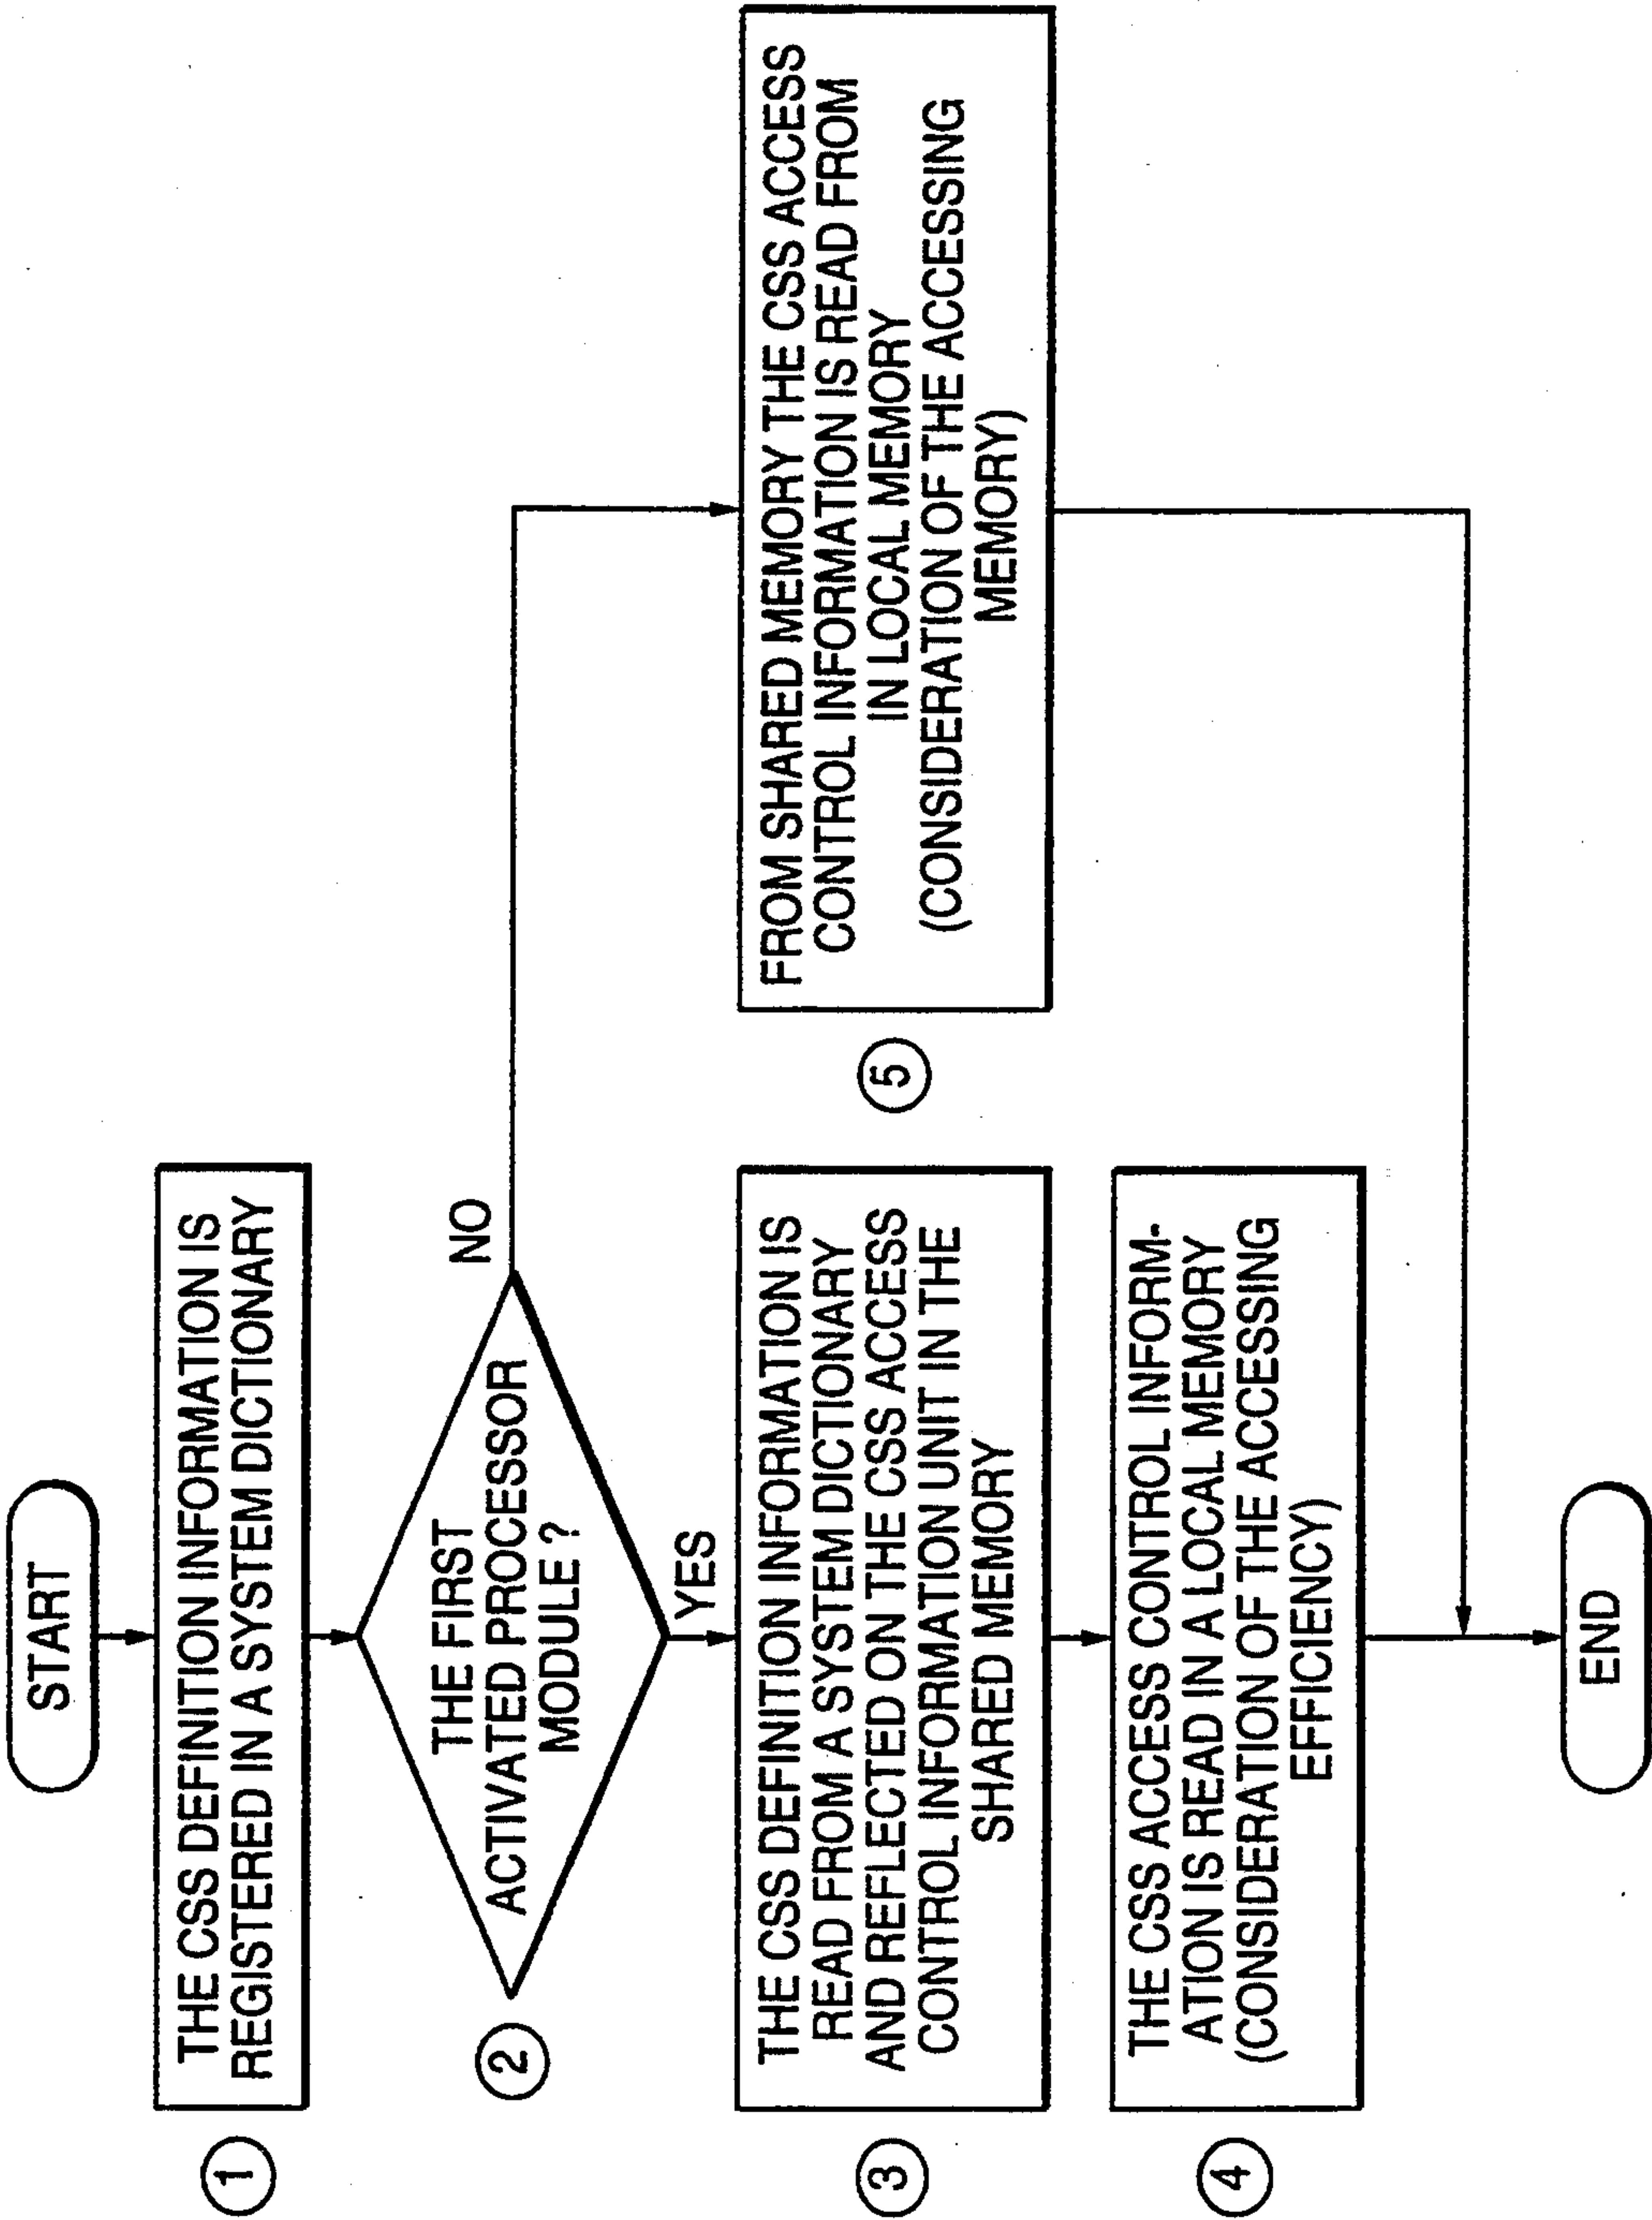 START
1
THE CSS DEFINITION INFORMATION IS
REGISTERED IN A SYSTEM DICTIONARY
2
THE FIRST
ACTIVATED PROCESSOR
MODULE?
NO
YES
3
THE CSS DEFINITION INFORMATION IS
READ FROM A SYSTEM DICTIONARY
AND REFLECTED ON THE CSS ACCESS
CONTROL INFORMATION UNIT IN THE
SHARED MEMORY
5
FROM SHARED MEMORY THE CSS ACCESS
CONTROL INFORMATION IS READ FROM
IN LOCAL MEMORY
(CONSIDERATION OF THE ACCESSING
MEMORY)
4
THE CSS ACCESS CONTROL INFORM-
ATION IS READ IN A LOCAL MEMORY
(CONSIDERATION OF THE ACCESSING
EFFICIENCY)
END